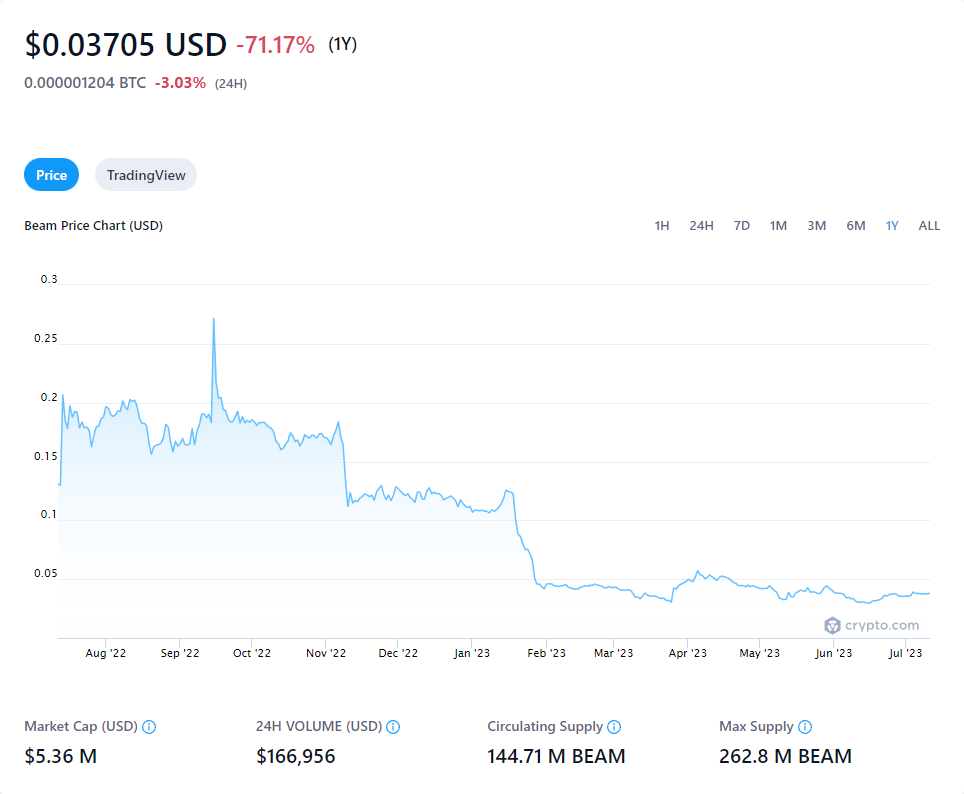 $0.03705 USD -71.17% (1Y)
0.000001204 BTC -3.03% (24H)
Price TradingView
Beam Price Chart (USD) 1H 24H 7D 1M 3M 6M 1Y ALL
0.3
0.25
0.2
0.15
0.1
0.05
crypto.com
Aug '22 Sep '22 Oct '22 Nov '22 Dec '22 Jan '23 Feb '23 Mar '23 Apr '23 May '23 Jun '23 Jul '23
Market Cap (USD) 24H VOLUME (USD) Circulating Supply Max Supply
$5.36 M $166,956 144.71 M BEAM 262.8 M BEAM